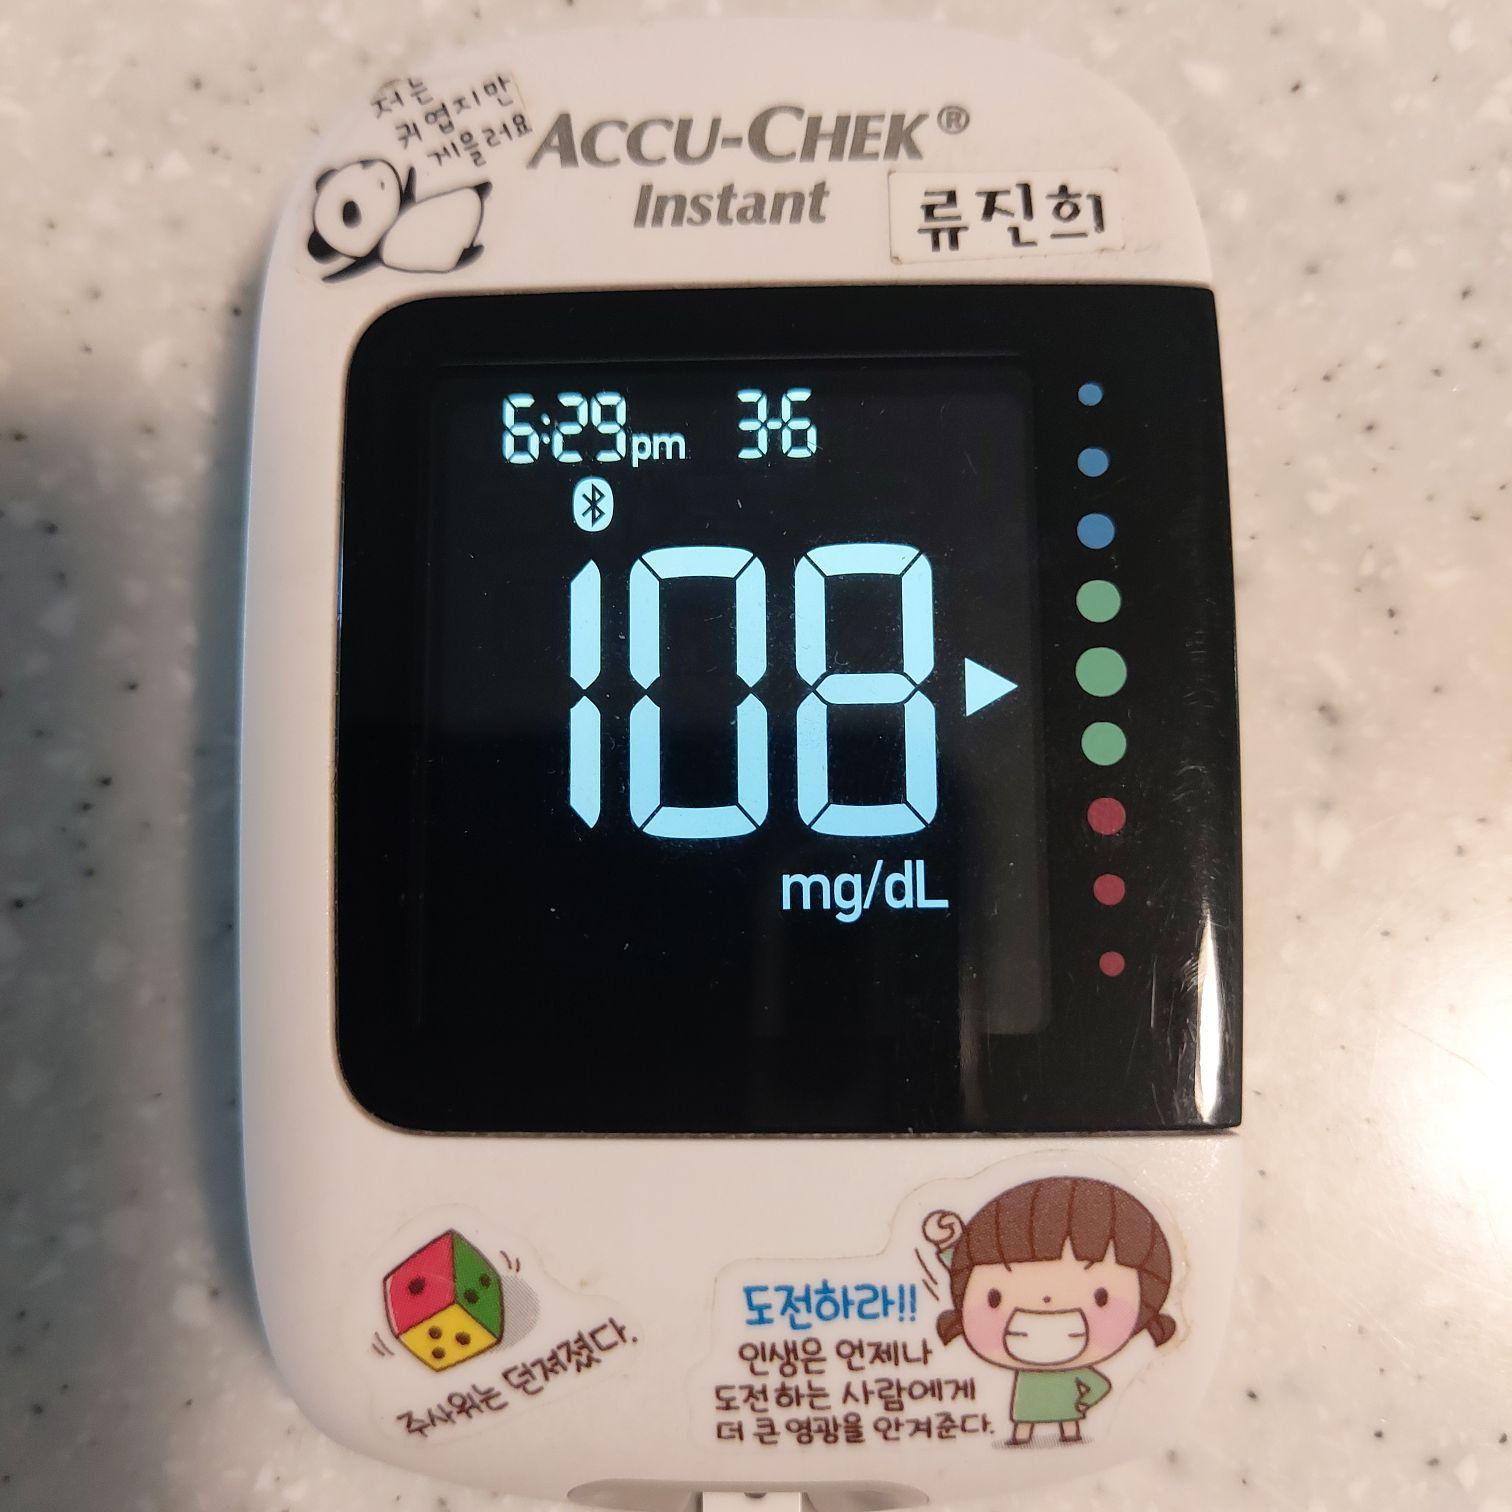 저는
귀엽지만
게을러요
ACCU-CHEK®
Instant
류진희
6:29pm 3-6
108
mg/dL
주사위는 던져졌다.
도전하라!!
인생은 언제나
도전하는 사람에게
더 큰 영광을 안겨준다.